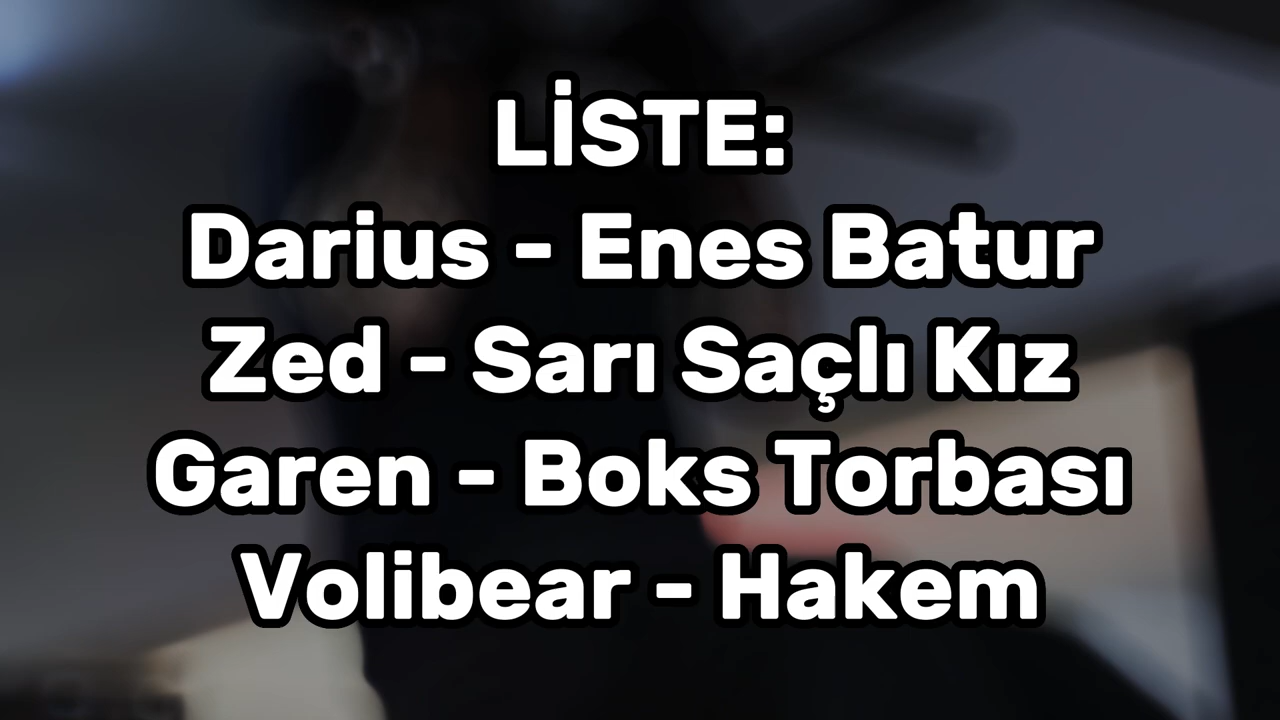 LİSTE:
Darius - Enes Batur
Zed - Sarı Saçlı Kız
Garen - Boks Torbası
Volibear - Hakem